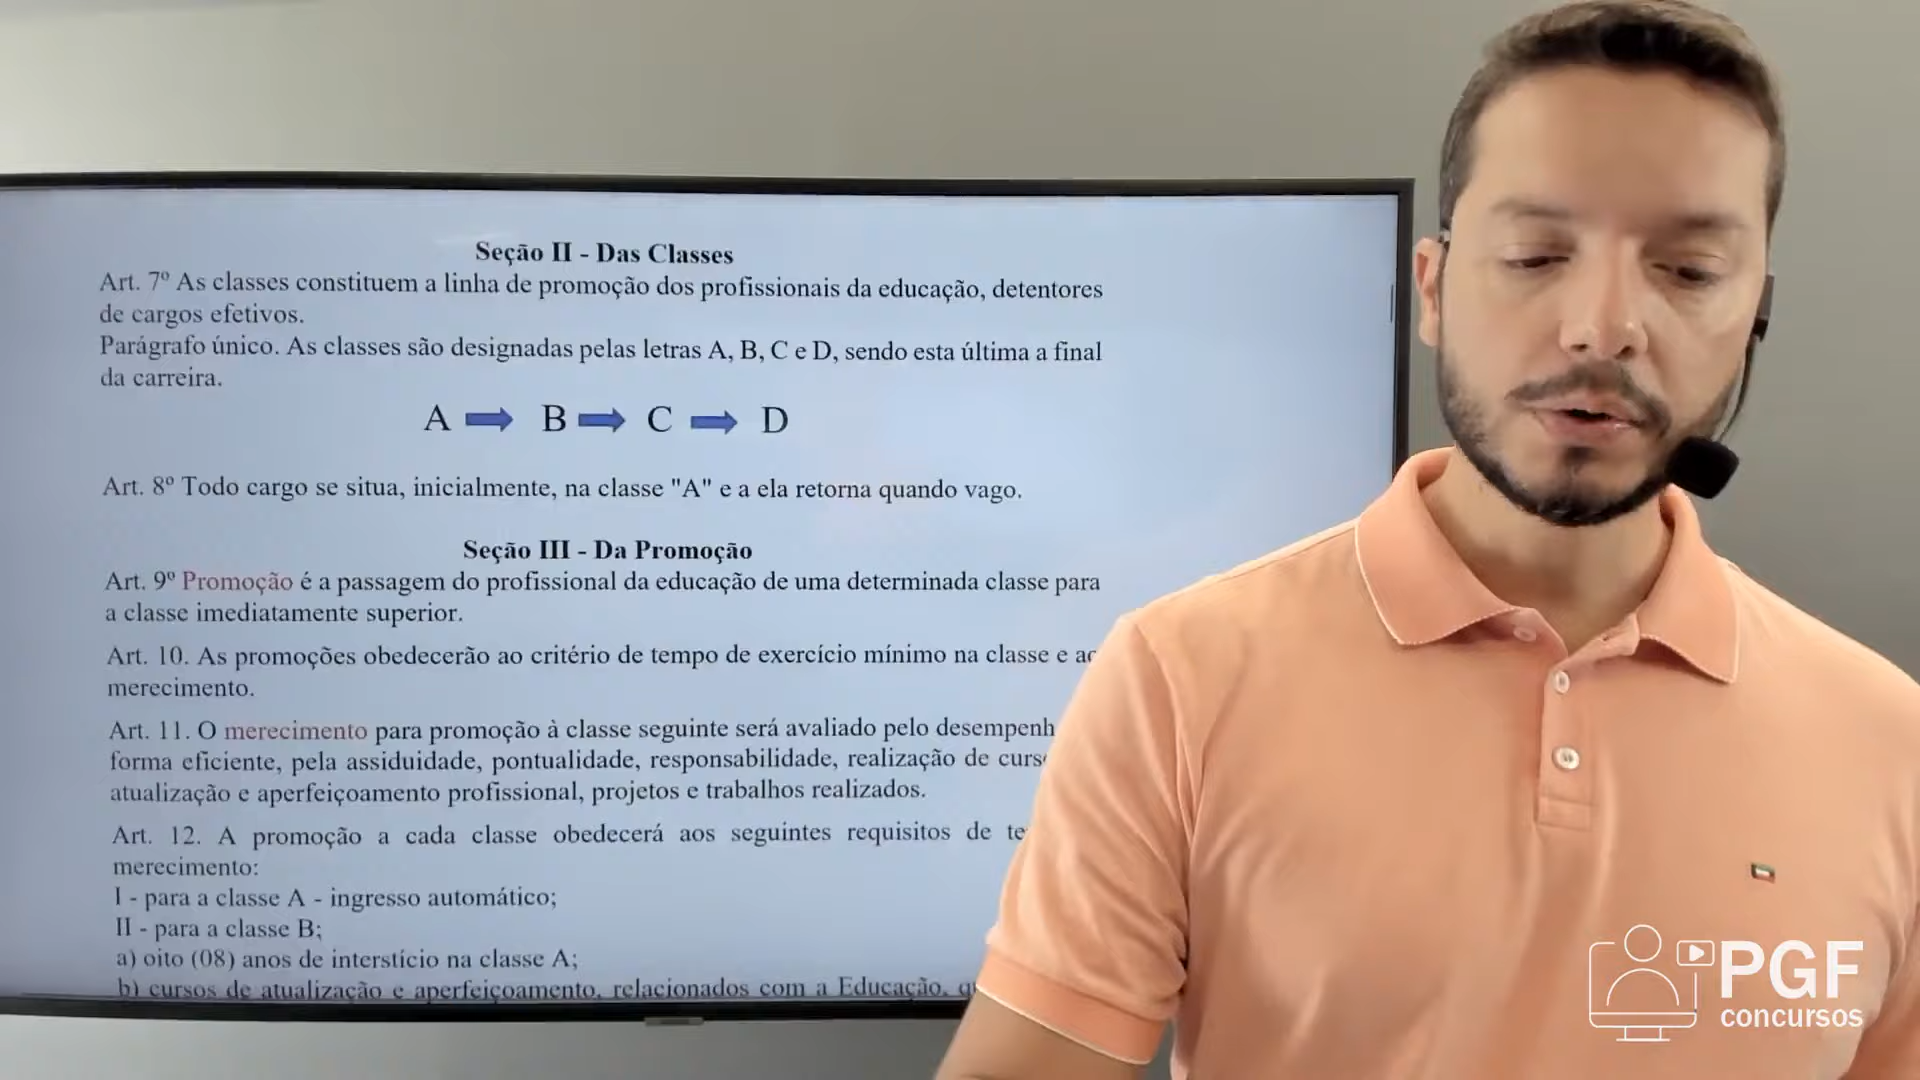 Seção II - Das Classes
Art. 7º As classes constituem a linha de promoção dos profissionais da educação, detentores
de cargos efetivos.
Parágrafo único. As classes são designadas pelas letras A, B, C e D, sendo esta última a final
da carreira.
A B C D
Art. 8º Todo cargo se situa, inicialmente, na classe "A" e a ela retorna quando vago.
Seção III - Da Promoção
Art. 9º Promoção é a passagem do profissional da educação de uma determinada classe para
a classe imediatamente superior.
Art. 10. As promoções obedecerão ao critério de tempo de exercício mínimo na classe e
merecimento.
Art. 11. O merecimento para promoção à classe seguinte será avaliado pelo
forma eficiente, pela assiduidade, pontualidade, responsabilidade, realização de
atualização e aperfeiçoamento profissional, projetos e trabalhos realizados.
Art. 12. A promoção a cada classe obedecerá aos seguintes requisitos de
merecimento:
I - para a classe A - ingresso automático;
II - para a classe B;
a) oito (08) anos de interstício na classe A;
b) cursos de atualização e aperfeiçoamento, relacionados com a Educação,
PGF
concursos